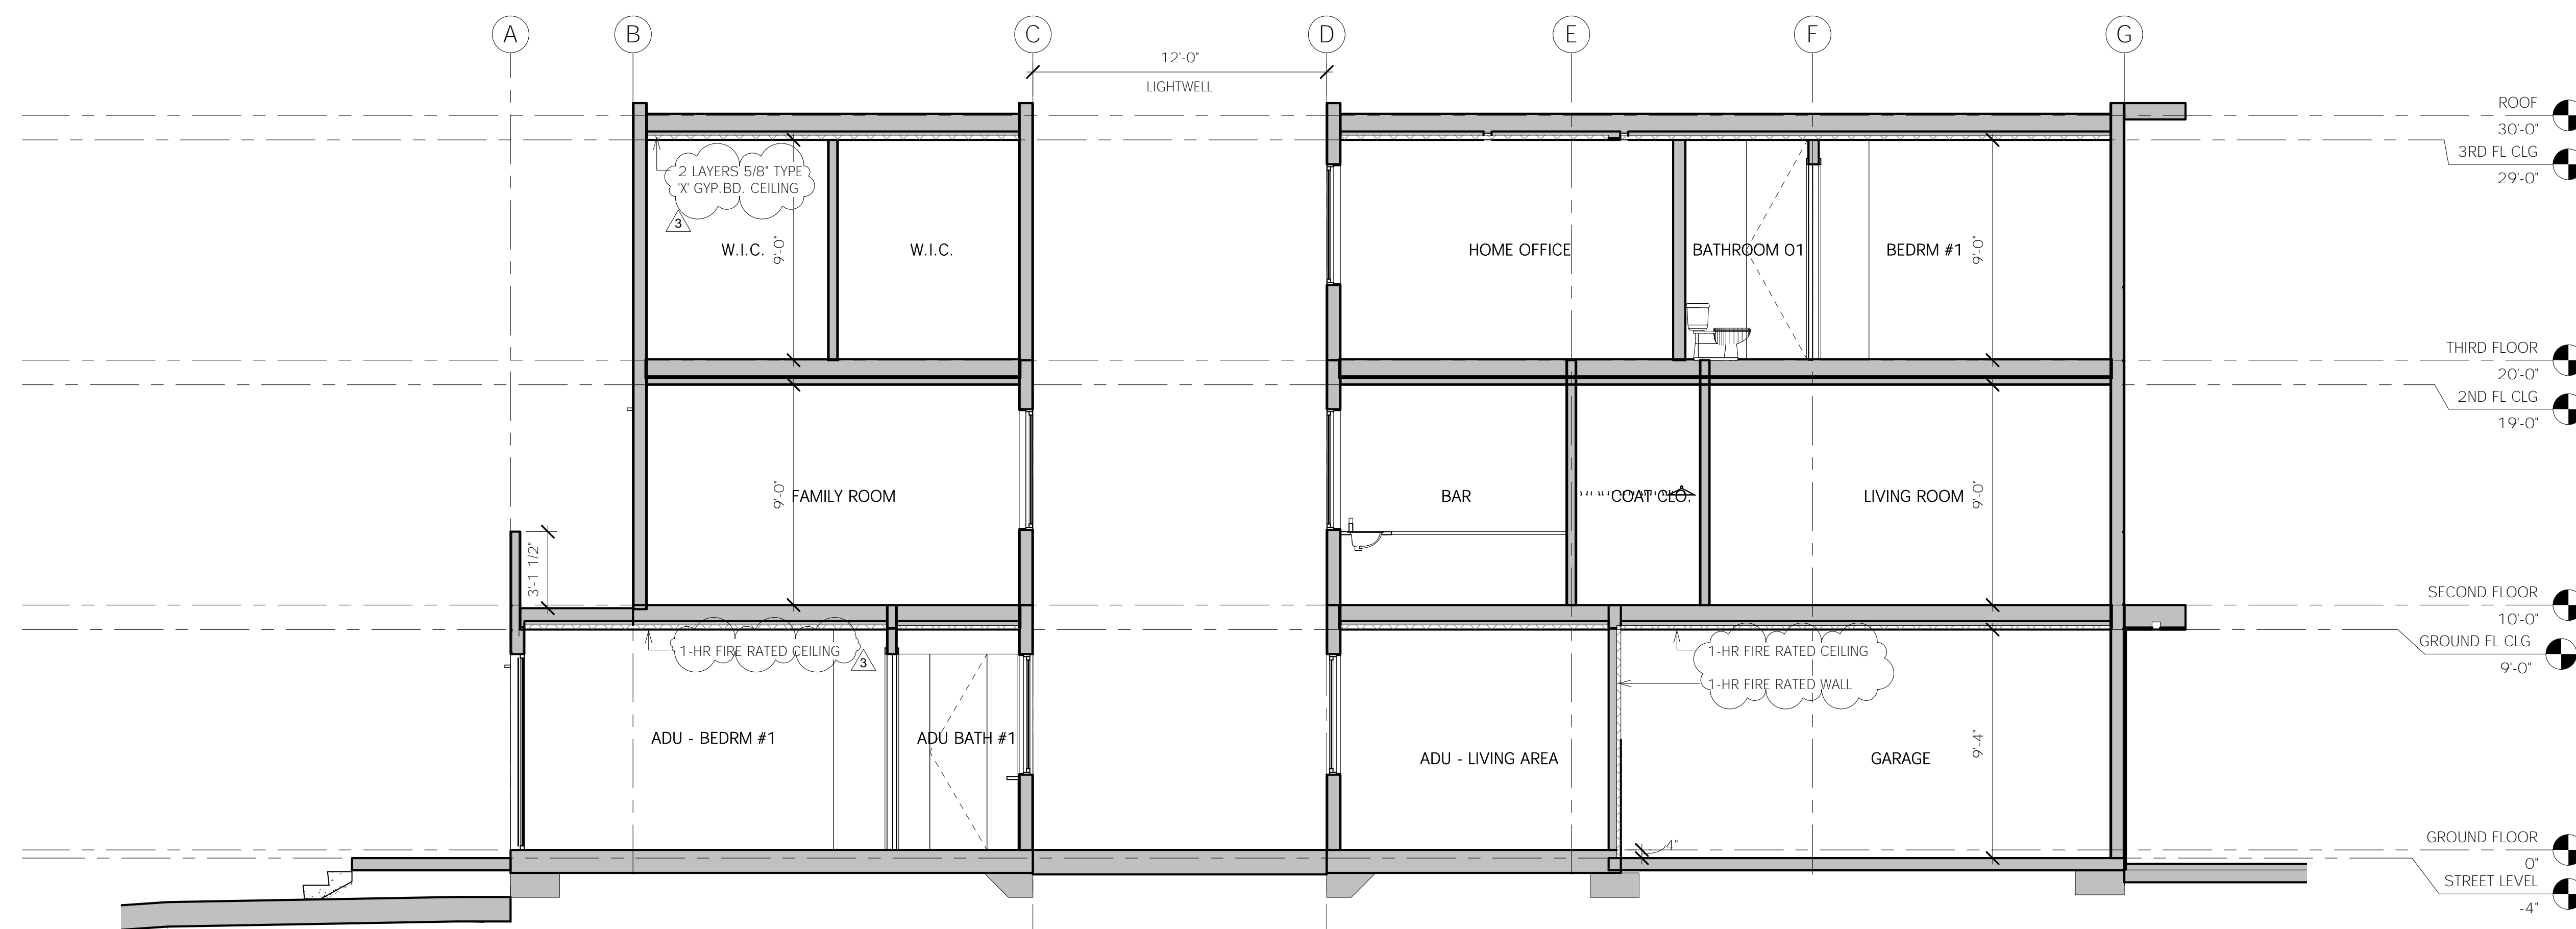 A B C D E F G
12'-0"
LIGHTWELL
ROOF
30'-0"
3RD FL CLG
29'-0"
2 LAYERS 5/8" TYPE
'X' GYP.BD. CEILING
3
W.I.C.
9'-0"
W.I.C.
HOME OFFICE
BATHROOM 01
BEDRM #1
9'-0"
THIRD FLOOR
20'-0"
2ND FL CLG
19'-0"
9'-0"
FAMILY ROOM
BAR
COAT CLO.
LIVING ROOM
9'-0"
3'-1 1/2"
SECOND FLOOR
10'-0"
GROUND FL CLG
9'-0"
1-HR FIRE RATED CEILING
3
1-HR FIRE RATED CEILING
1-HR FIRE RATED WALL
ADU - BEDRM #1
ADU BATH #1
ADU - LIVING AREA
GARAGE
9'-4"
4"
GROUND FLOOR
0"
STREET LEVEL
-4"